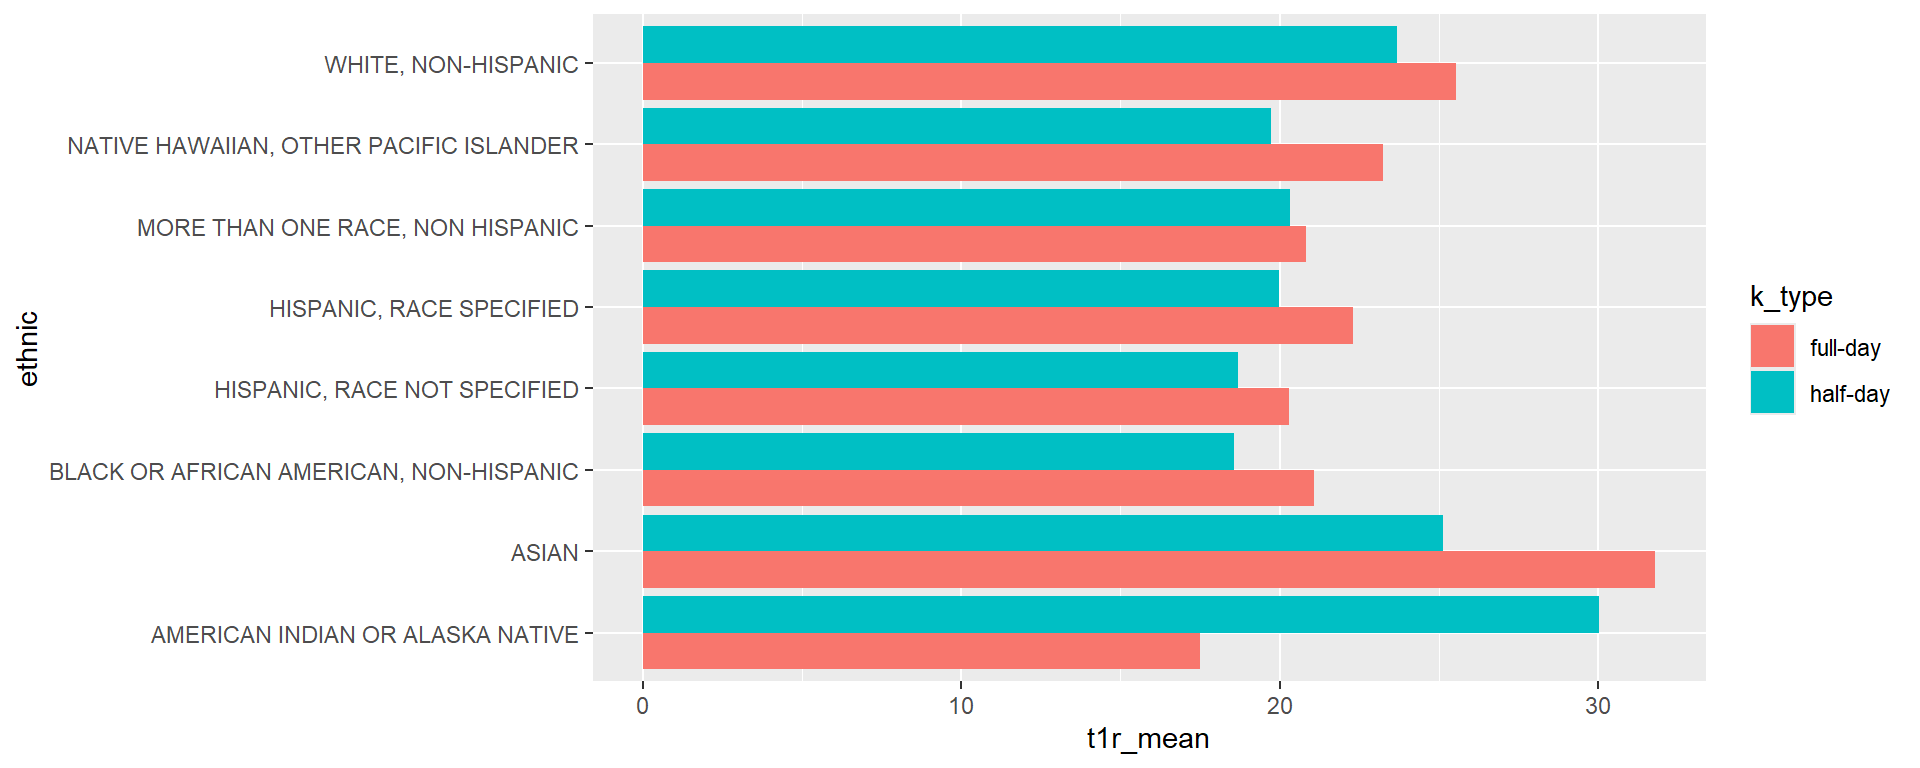 WHITE, NON-HISPANIC
NATIVE HAWAIIAN, OTHER PACIFIC ISLANDER
MORE THAN ONE RACE, NON HISPANIC
HISPANIC, RACE SPECIFIED
HISPANIC, RACE NOT SPECIFIED
BLACK OR AFRICAN AMERICAN, NON-HISPANIC
ASIAN
AMERICAN INDIAN OR ALASKA NATIVE
ethnic
0 10 20 30
t1r_mean
k_type
full-day
half-day